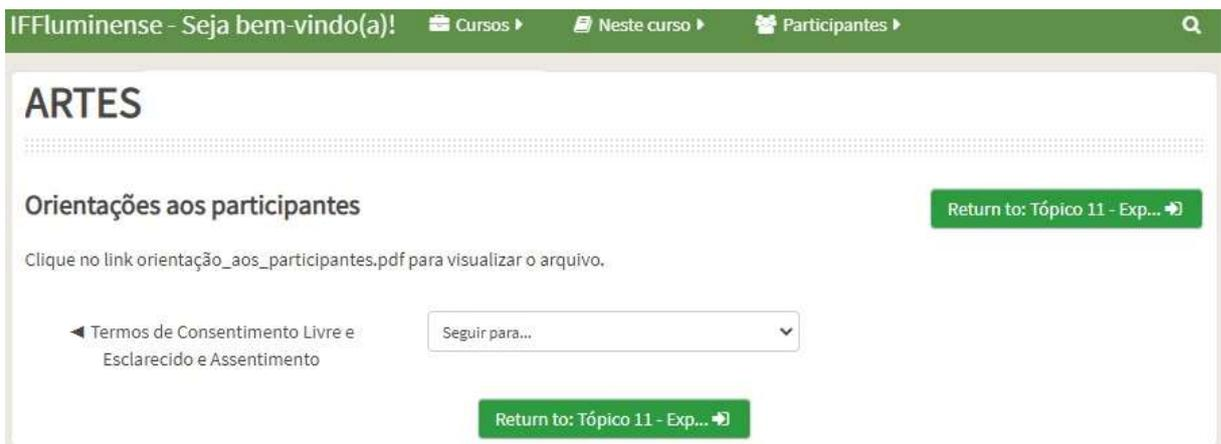 IFFluminense - Seja bem-vindo(a)! Cursos Neste curso Participantes
ARTES
Orientações aos participantes
Return to: Tópico 11 - Exp...
Clique no link orientação_aos_participantes.pdf para visualizar o arquivo.
◄ Termos de Consentimento Livre e
Esclarecido e Assentimento
Seguir para...
Return to: Tópico 11 - Exp...